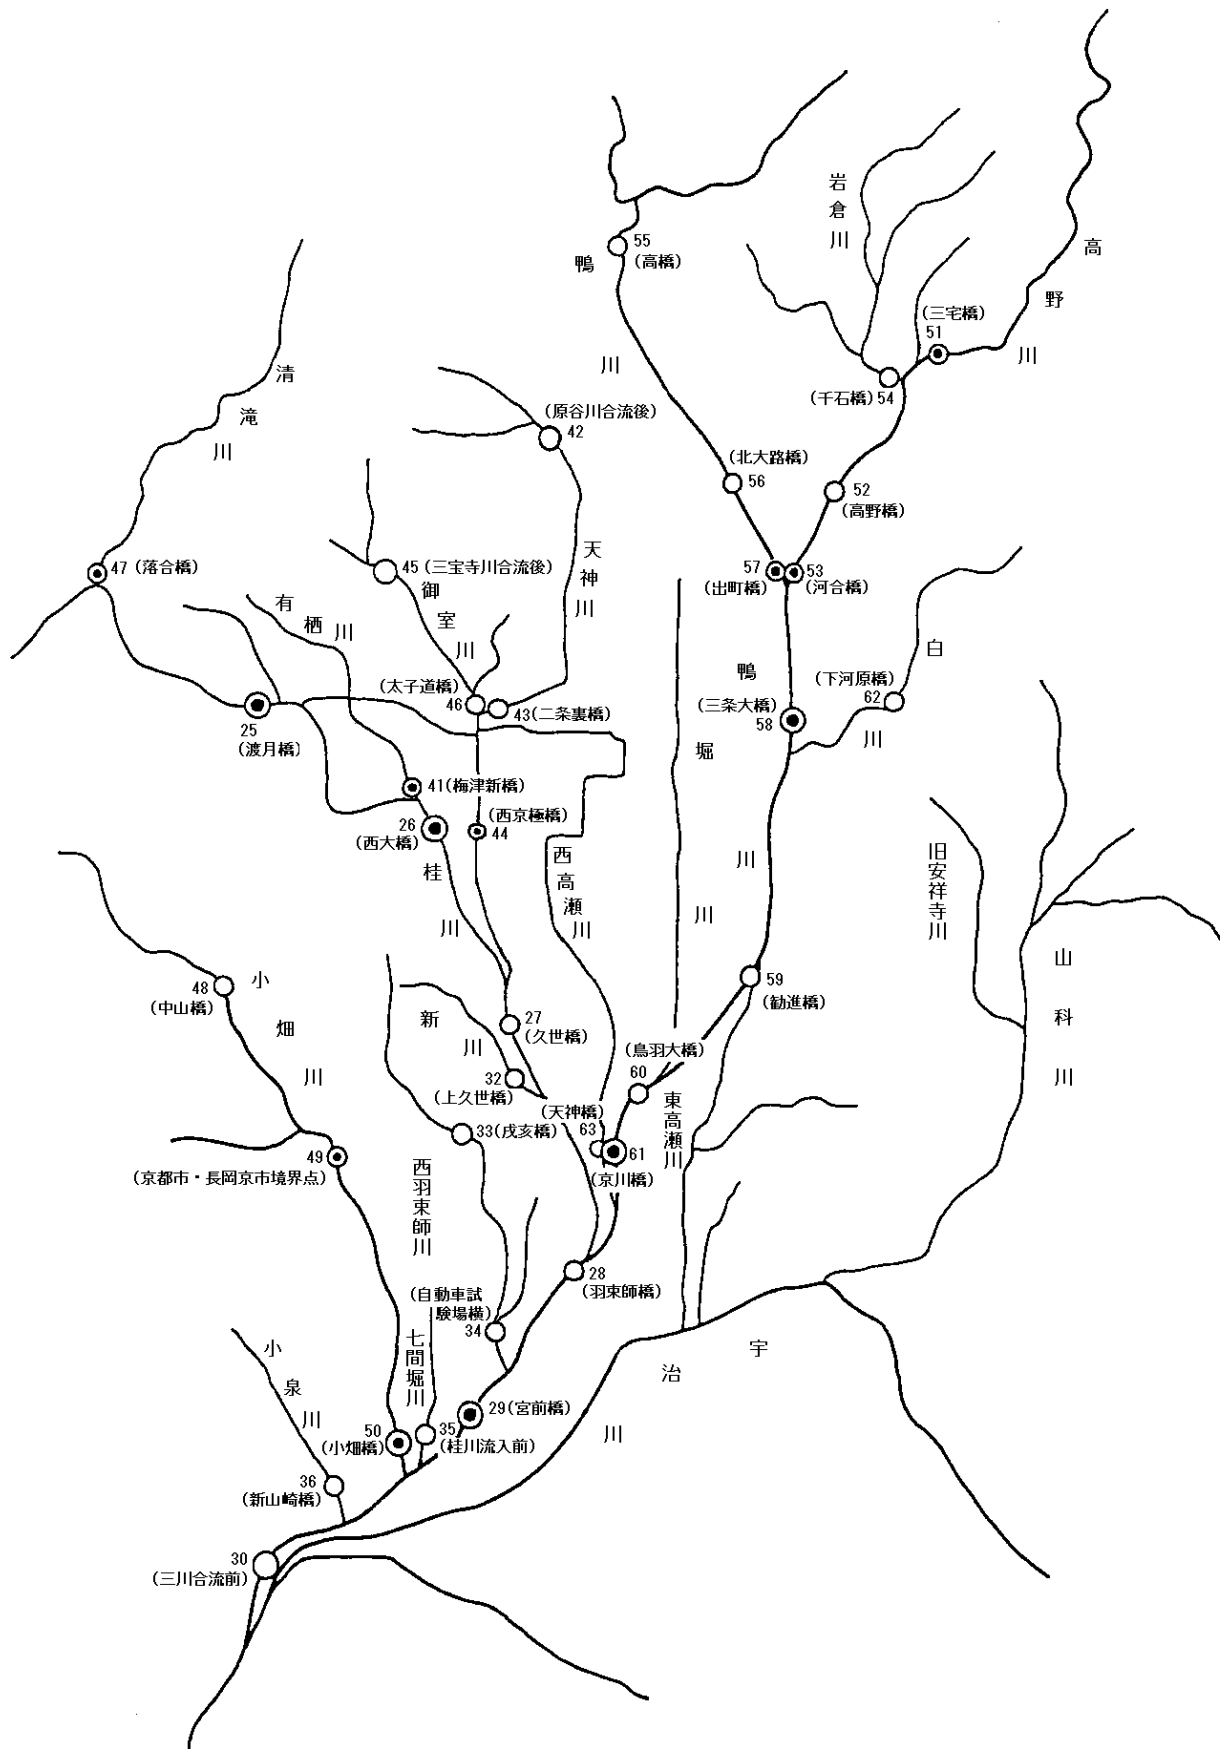 岩倉川
高野川
55
(高橋)
鴨川
(三宅橋)
51
(千石橋) 54
清滝川
(原谷川合流後)
42
(北大路橋)
56
52
(高野橋)
47 (落合橋)
45 (三宝寺川合流後)
天神川
57
(出町橋)
53
(河合橋)
有栖川
御室川
白川
(太子道橋)
46
43 (二条裏橋)
鴨川
(三条大橋)
58
(下河原橋)
62
25
(渡月橋)
堀川
41 (梅津新橋)
26
(西大橋)
(西京極橋)
44
桂川
西高瀬川
旧安祥寺川
山科川
48
(中山橋)
小畑川
新川
27
(久世橋)
59
(勧進橋)
32
(上久世橋)
(鳥羽大橋)
60
東高瀬川
(天神橋)
63
33 (戌亥橋)
61
(京川橋)
49
(京都市・長岡京市境界点)
西羽束師川
28
(羽束師橋)
(自動車試
験場横)
34
七間堀川
小泉川
宇治川
29 (宮前橋)
50
(小畑橋)
35
(桂川流入前)
36
(新山崎橋)
30
(三川合流前)